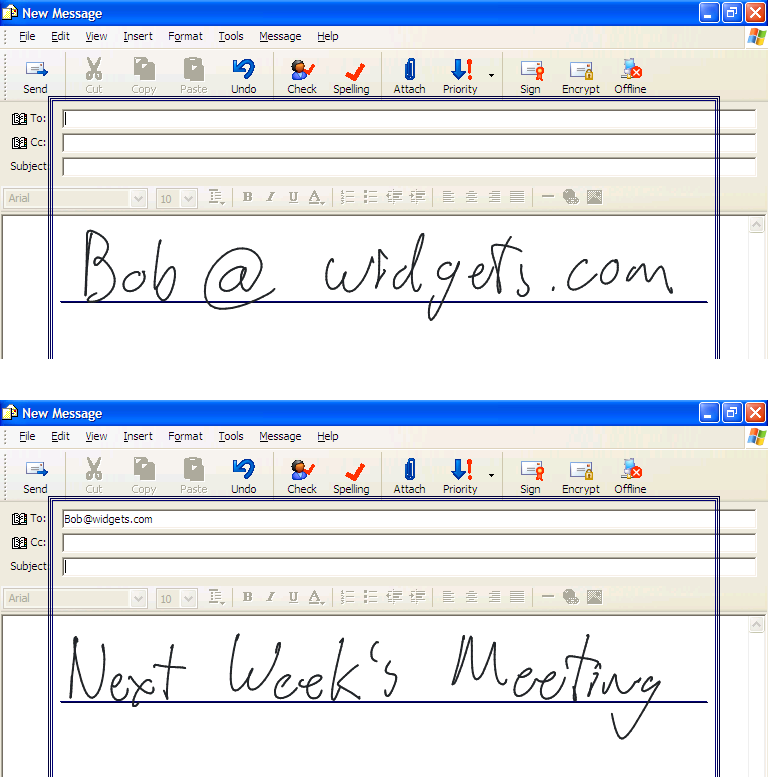 New Message
File Edit View Insert Format Tools Message Help
Send Cut Copy Paste Undo Check Spelling Attach Priority Sign Encrypt Offline
To:
Cc:
Subject
Arial 10 B I U A
Bob@widgets.com
New Message
File Edit View Insert Format Tools Message Help
Send Cut Copy Paste Undo Check Spelling Attach Priority Sign Encrypt Offline
To: Bob@widgets.com
Cc:
Subject
Arial 10 B I U A
Next Week's Meeting